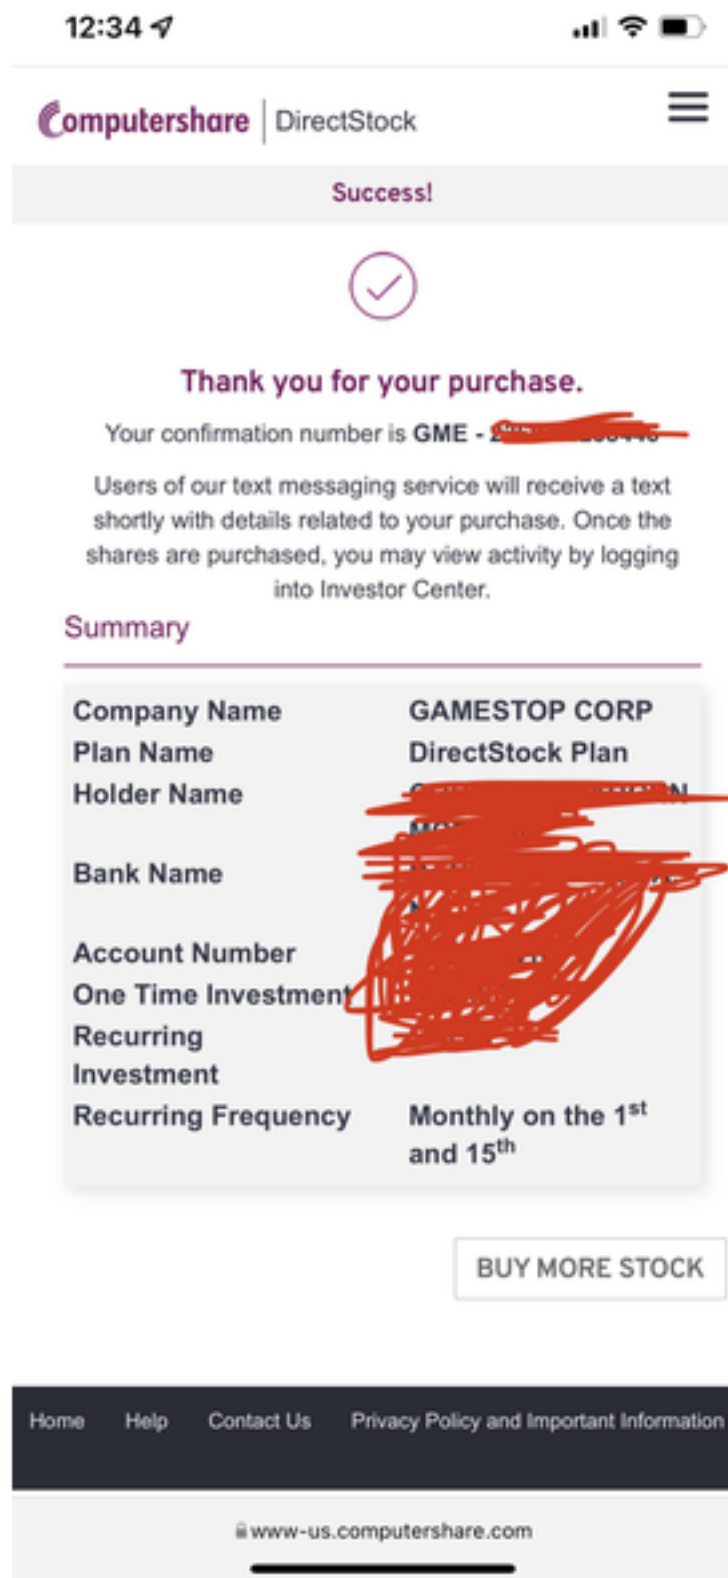 12:34
Computershare | DirectStock
Success!
Thank you for your purchase.
Your confirmation number is GME -
Users of our text messaging service will receive a text
shortly with details related to your purchase. Once the
shares are purchased, you may view activity by logging
into Investor Center.
Summary
Company Name GAMESTOP CORP
Plan Name DirectStock Plan
Holder Name
Bank Name
Account Number
One Time Investment
Recurring
Investment
Recurring Frequency Monthly on the 1st
and 15th
BUY MORE STOCK
Home Help Contact Us Privacy Policy and Important Information
www-us.computershare.com